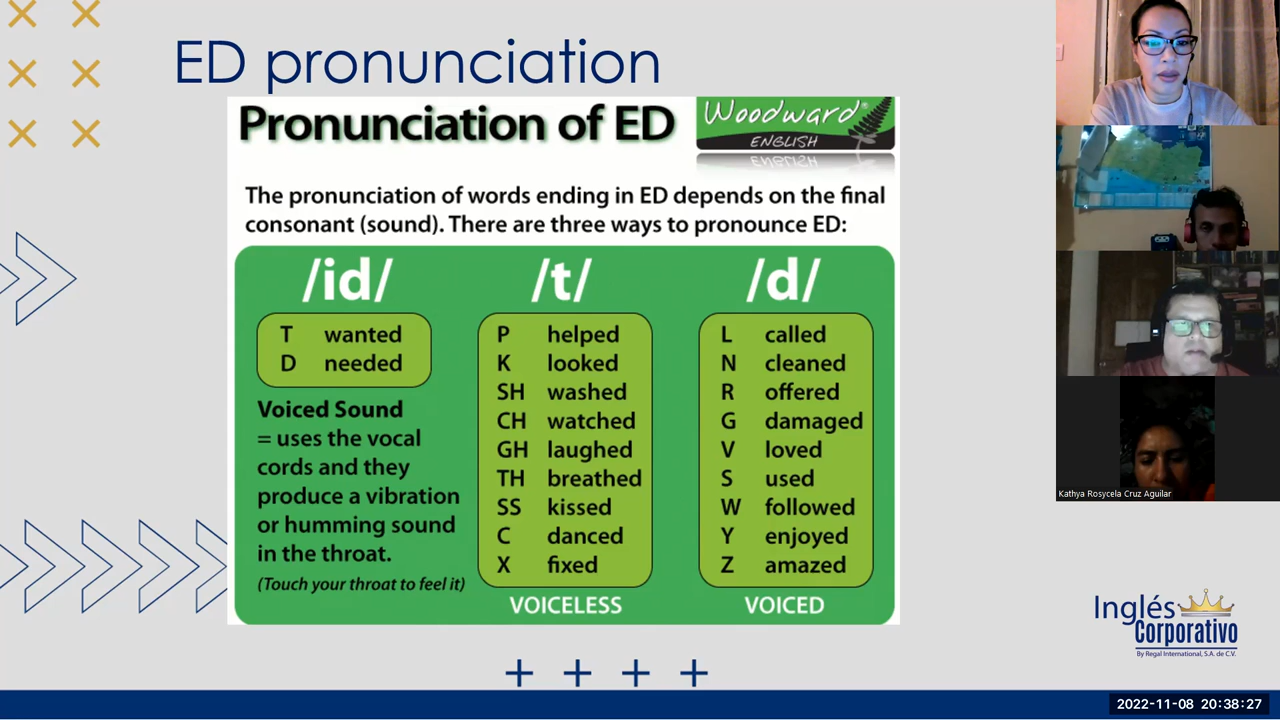 ED pronunciation
Pronunciation of ED
Woodward®
ENGLISH
The pronunciation of words ending in ED depends on the final
consonant (sound). There are three ways to pronounce ED:
/id/
T wanted
D needed
Voiced Sound
= uses the vocal
cords and they
produce a vibration
or humming sound
in the throat.
(Touch your throat to feel it)
/t/
P helped
K looked
SH washed
CH watched
GH laughed
TH breathed
SS kissed
C danced
X fixed
VOICELESS
/d/
L called
N cleaned
R offered
G damaged
V loved
S used
W followed
Y enjoyed
Z amazed
VOICED
Kathya Rosycela Cruz Aguilar
Inglés
Corporativo
By Regal International, S.A. de C.V.
2022-11-08 20:38:27